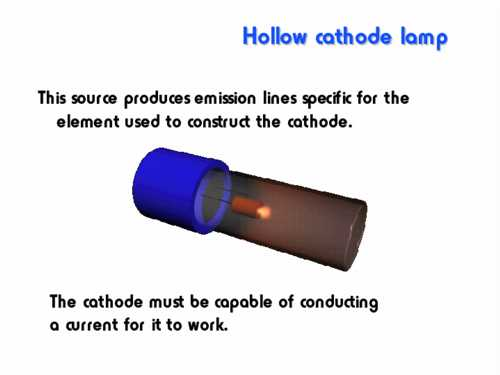 Hollow cathode lamp
This source produces emission lines specific for the
element used to construct the cathode.
The cathode must be capable of conducting
a current for it to work.